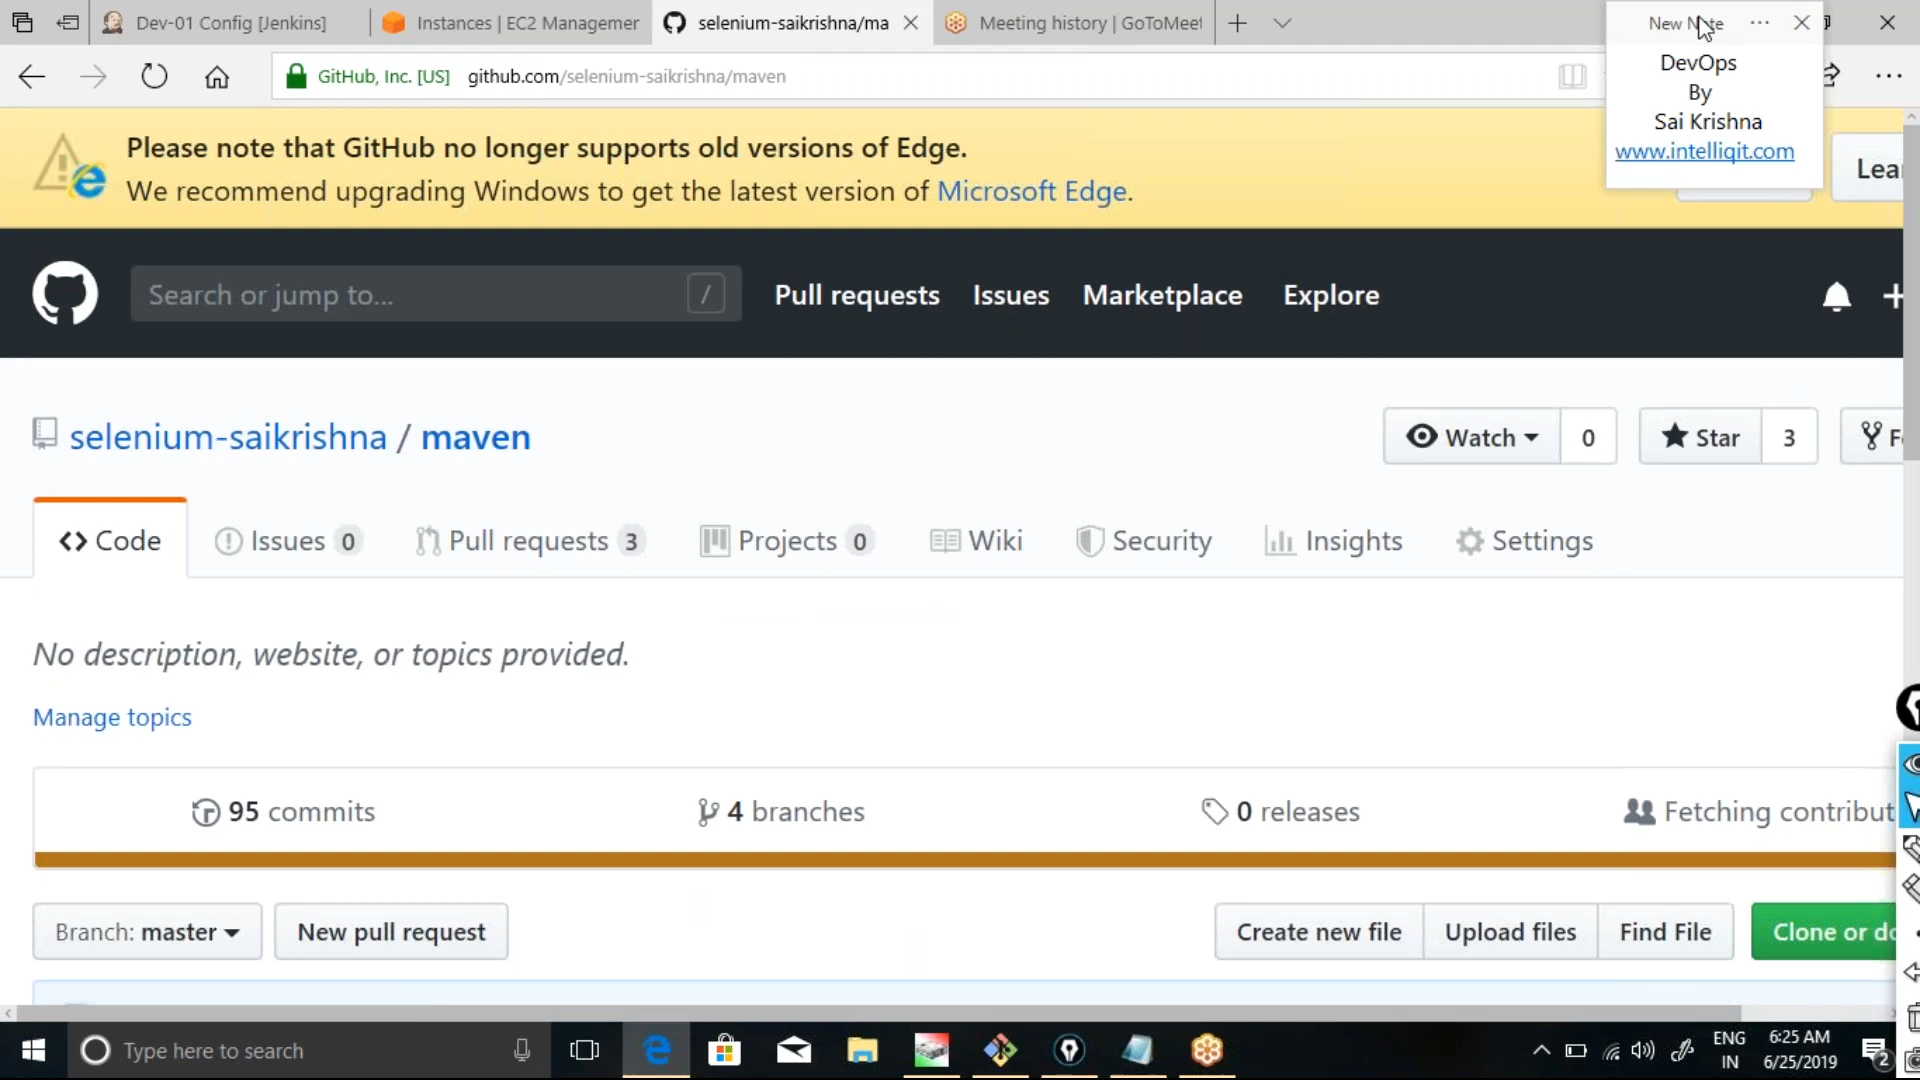 Dev-01 Config [Jenkins]
Instances | EC2 Managemer
selenium-saikrishna/ma
Meeting history | GoToMeet
New Note
GitHub, Inc. [US] github.com/selenium-saikrishna/maven
DevOps
By
Sai Krishna
www.intelliqit.com
Please note that GitHub no longer supports old versions of Edge.
We recommend upgrading Windows to get the latest version of Microsoft Edge.
Lea
Search or jump to... /
Pull requests Issues Marketplace Explore
selenium-saikrishna / maven
Watch 0
Star 3
F
Code
Issues 0
Pull requests 3
Projects 0
Wiki
Security
Insights
Settings
No description, website, or topics provided.
Manage topics
95 commits
4 branches
0 releases
Fetching contribut
Branch: master
New pull request
Create new file
Upload files
Find File
Clone or do
Type here to search
ENG
IN
6:25 AM
6/25/2019
2